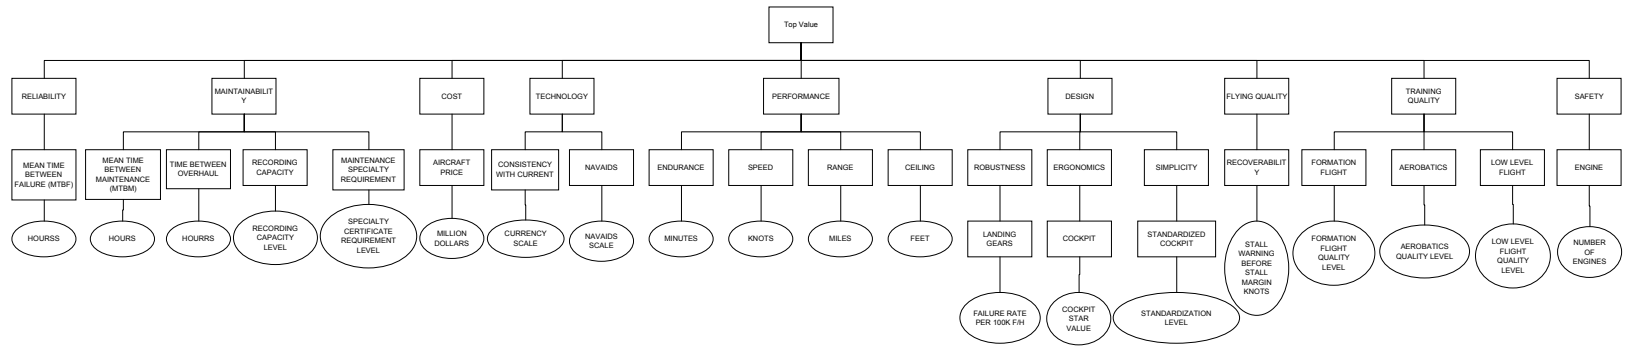 Top Value
RELIABILITY
MAINTAINABILIT
Y
COST
TECHNOLOGY
PERFORMANCE
DESIGN
FLYING QUALITY
TRAINING
QUALITY
SAFETY
MEAN TIME
BETWEEN
FAILURE (MTBF)
MEAN TIME
BETWEEN
MAINTENANCE
(MTBM)
TIME BETWEEN
OVERHAUL
RECORDING
CAPACITY
MAINTENANCE
SPECIALTY
REQUIREMENT
AIRCRAFT
PRICE
CONSISTENCY
WITH CURRENT
NAVAIDS
ENDURANCE
SPEED
RANGE
CEILING
ROBUSTNESS
ERGONOMICS
SIMPLICITY
RECOVERABILIT
Y
FORMATION
FLIGHT
AEROBATICS
LOW LEVEL
FLIGHT
ENGINE
HOURSS
HOURS
HOURRS
RECORDING
CAPACITY
LEVEL
SPECIALTY
CERTIFICATE
REQUIREMENT
LEVEL
MILLION
DOLLARS
CURRENCY
SCALE
NAVAIDS
SCALE
MINUTES
KNOTS
MILES
FEET
LANDING
GEARS
COCKPIT
STANDARDIZED
COCKPIT
STALL
WARNING
BEFORE
STALL
MARGIN
KNOTS
FORMATION
FLIGHT
QUALITY
LEVEL
AEROBATICS
QUALITY LEVEL
LOW LEVEL
FLIGHT
QUALITY
LEVEL
NUMBER
OF
ENGINES
FAILURE RATE
PER 100K F/H
COCKPIT
STAR
VALUE
STANDARDIZATION
LEVEL